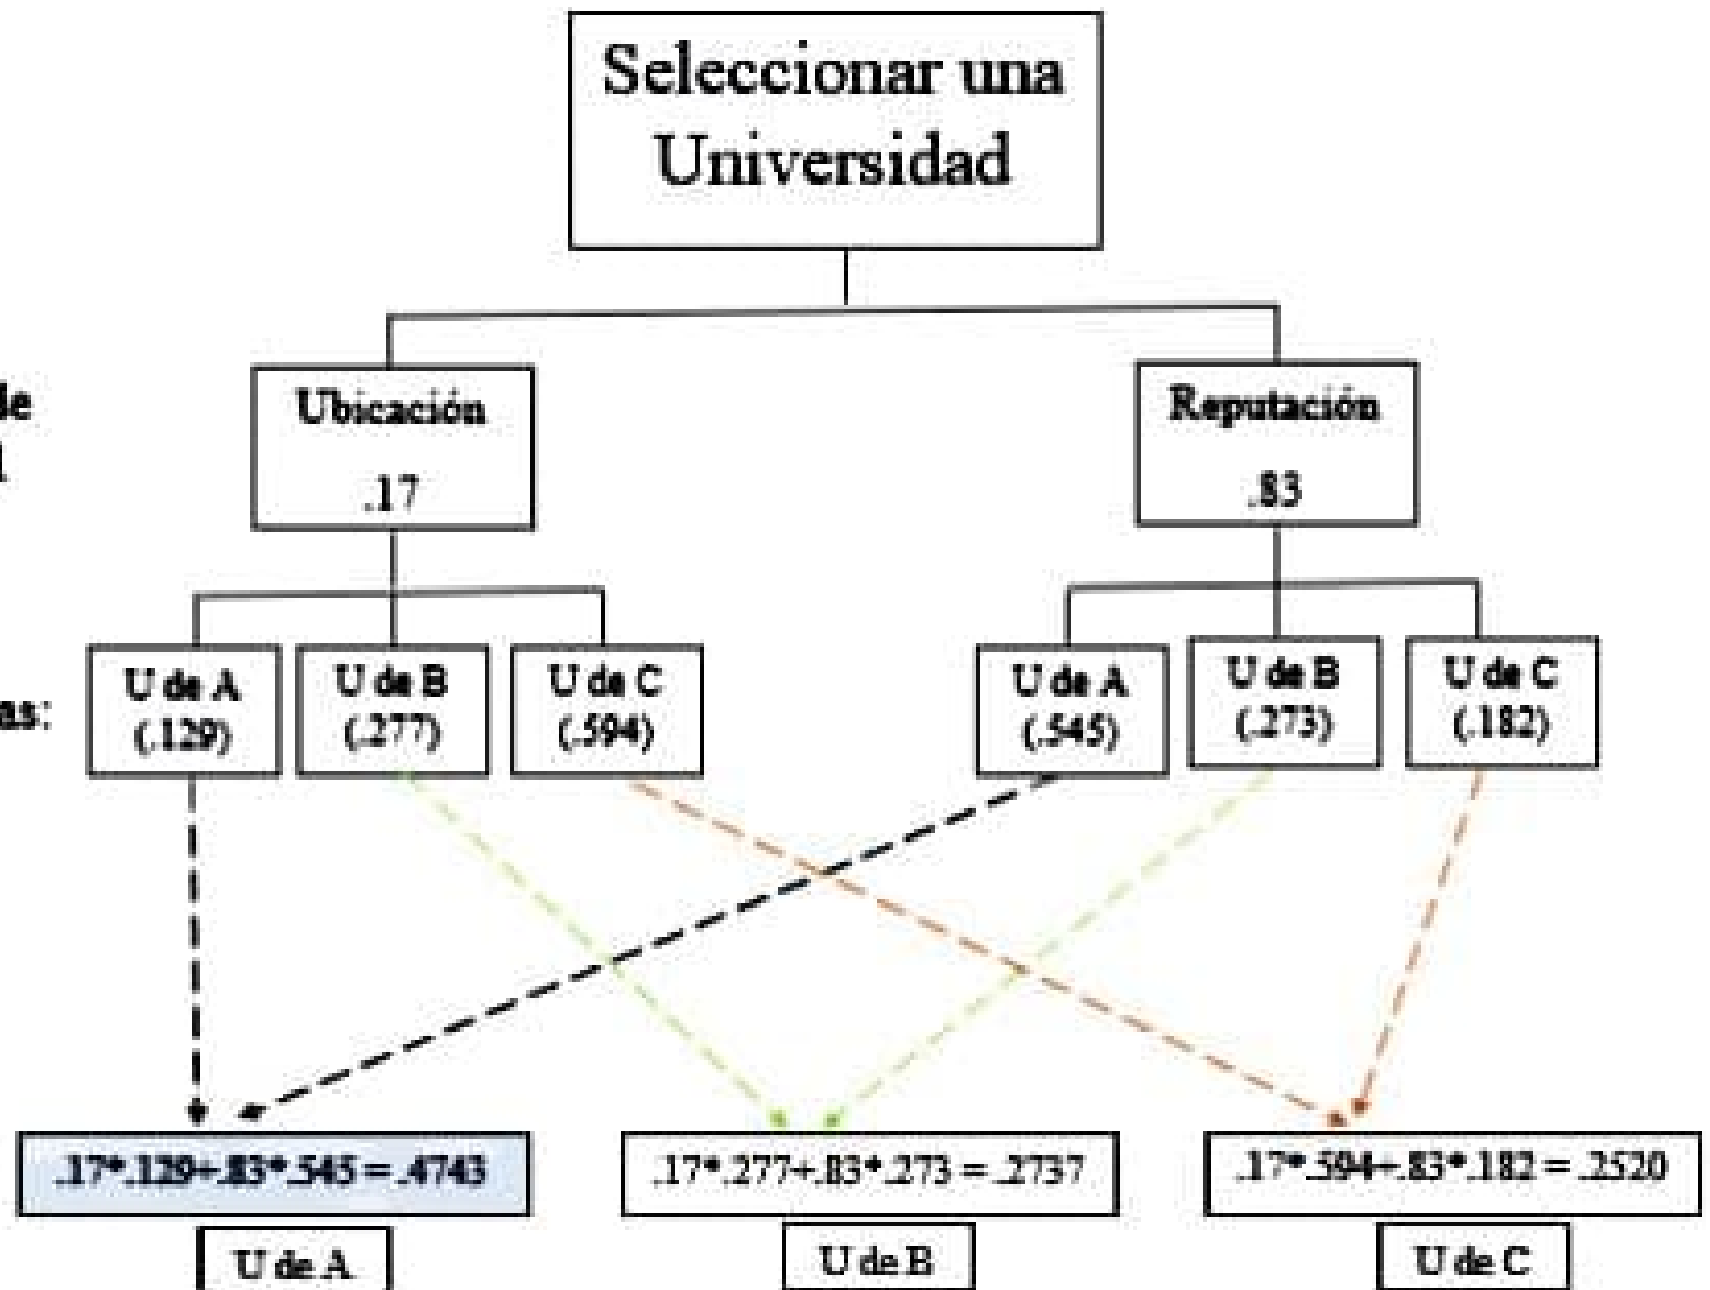 Seleccionar una
Universidad
Ubicación
.17
Reputación
.83
U de A
(.129)
U de B
(.277)
U de C
(.594)
U de A
(.545)
U de B
(.273)
U de C
(.182)
.17*.129+.83*.545 = .4743
.17*.277+.83*.273 = .2737
.17*.594+.83*.182 = .2520
U de A
U de B
U de C